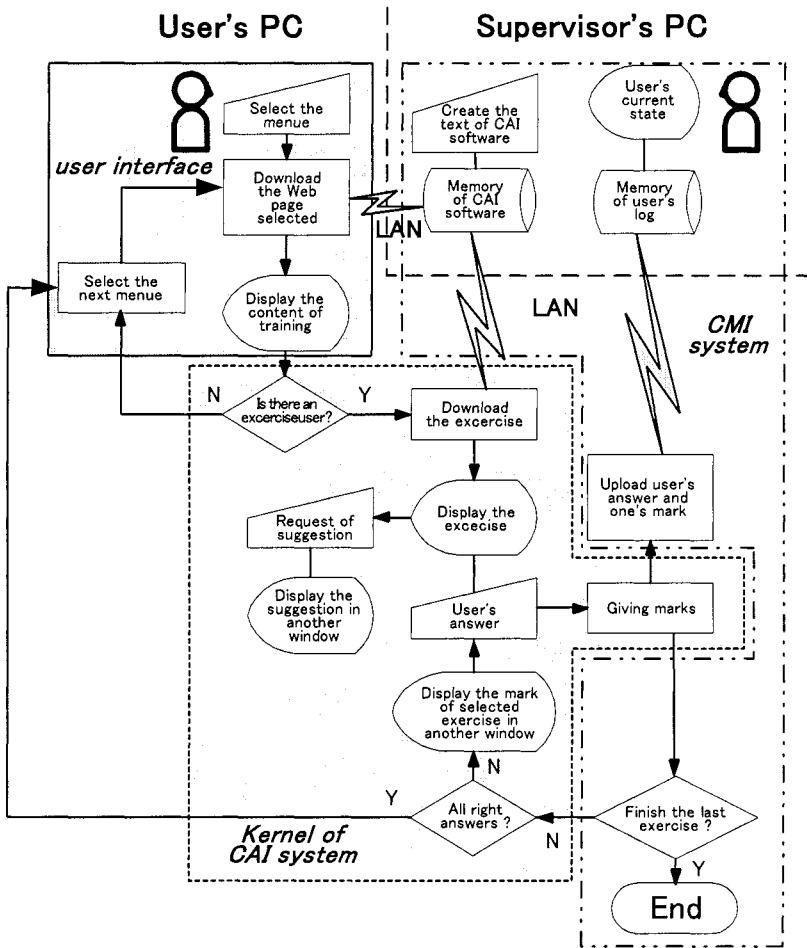 User's PC
Supervisor's PC
Select the
menue
user interface
Download
the Web
page
selected
LAN
Select the
next menue
Display the
content of
training
Create the
text of CAI
software
Memory
of CAI
software
User's
current
state
Memory
of user's
log
LAN
CMI
system
Is there an
excerciseuser?
N
Y
Download
the excercise
Display the
excecise
Request of
suggestion
Display the
suggestion in
another
window
User's
answer
Giving marks
Upload user's
answer and
one's mark
Display the mark
of selected
exercise in
another window
N
All right
answers ?
Y
N
Finish the last
exercise ?
Y
End
Kernel of
CAI system